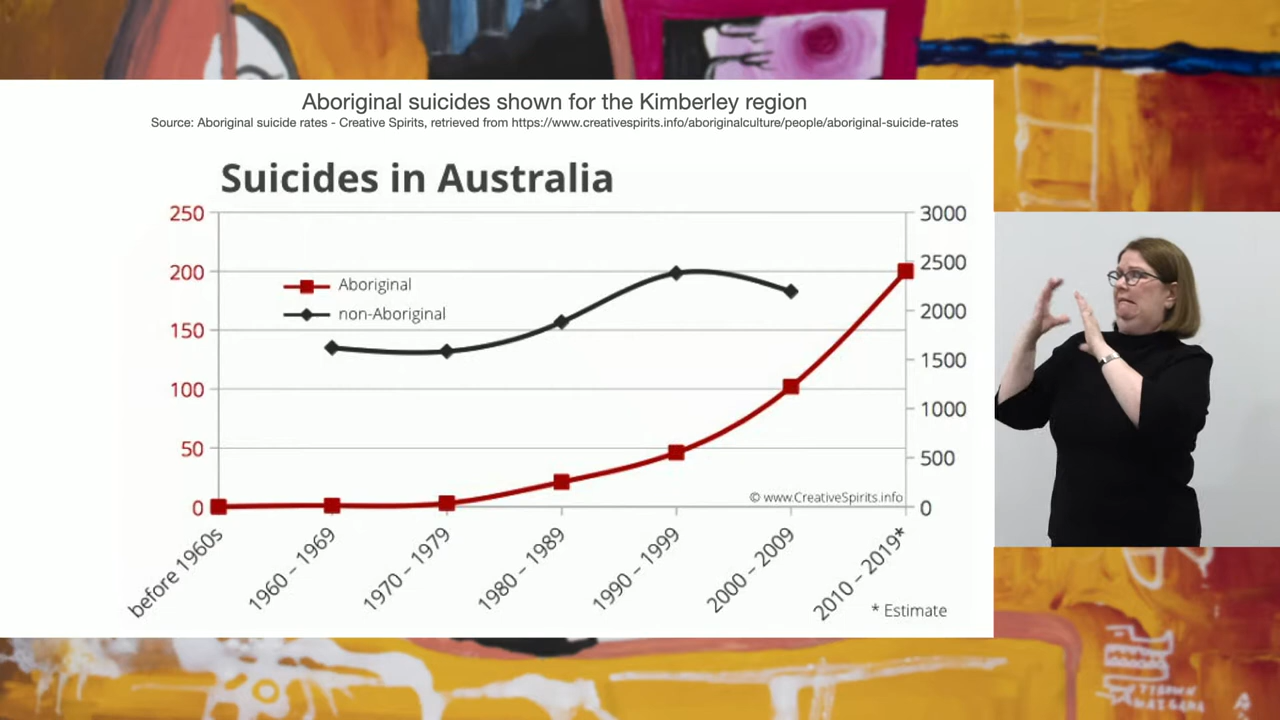 Aboriginal suicides shown for the Kimberley region
Source: Aboriginal suicide rates - Creative Spirits, retrieved from https://www.creativespirits.info/aboriginalculture/people/aboriginal-suicide-rates
Suicides in Australia
250
200
150
100
50
0
Aboriginal
non-Aboriginal
3000
2500
2000
1500
1000
500
0
© www.CreativeSpirits.info
before 1960s
1960 – 1969
1970 – 1979
1980 – 1989
1990 – 1999
2000 – 2009
2010 – 2019*
* Estimate